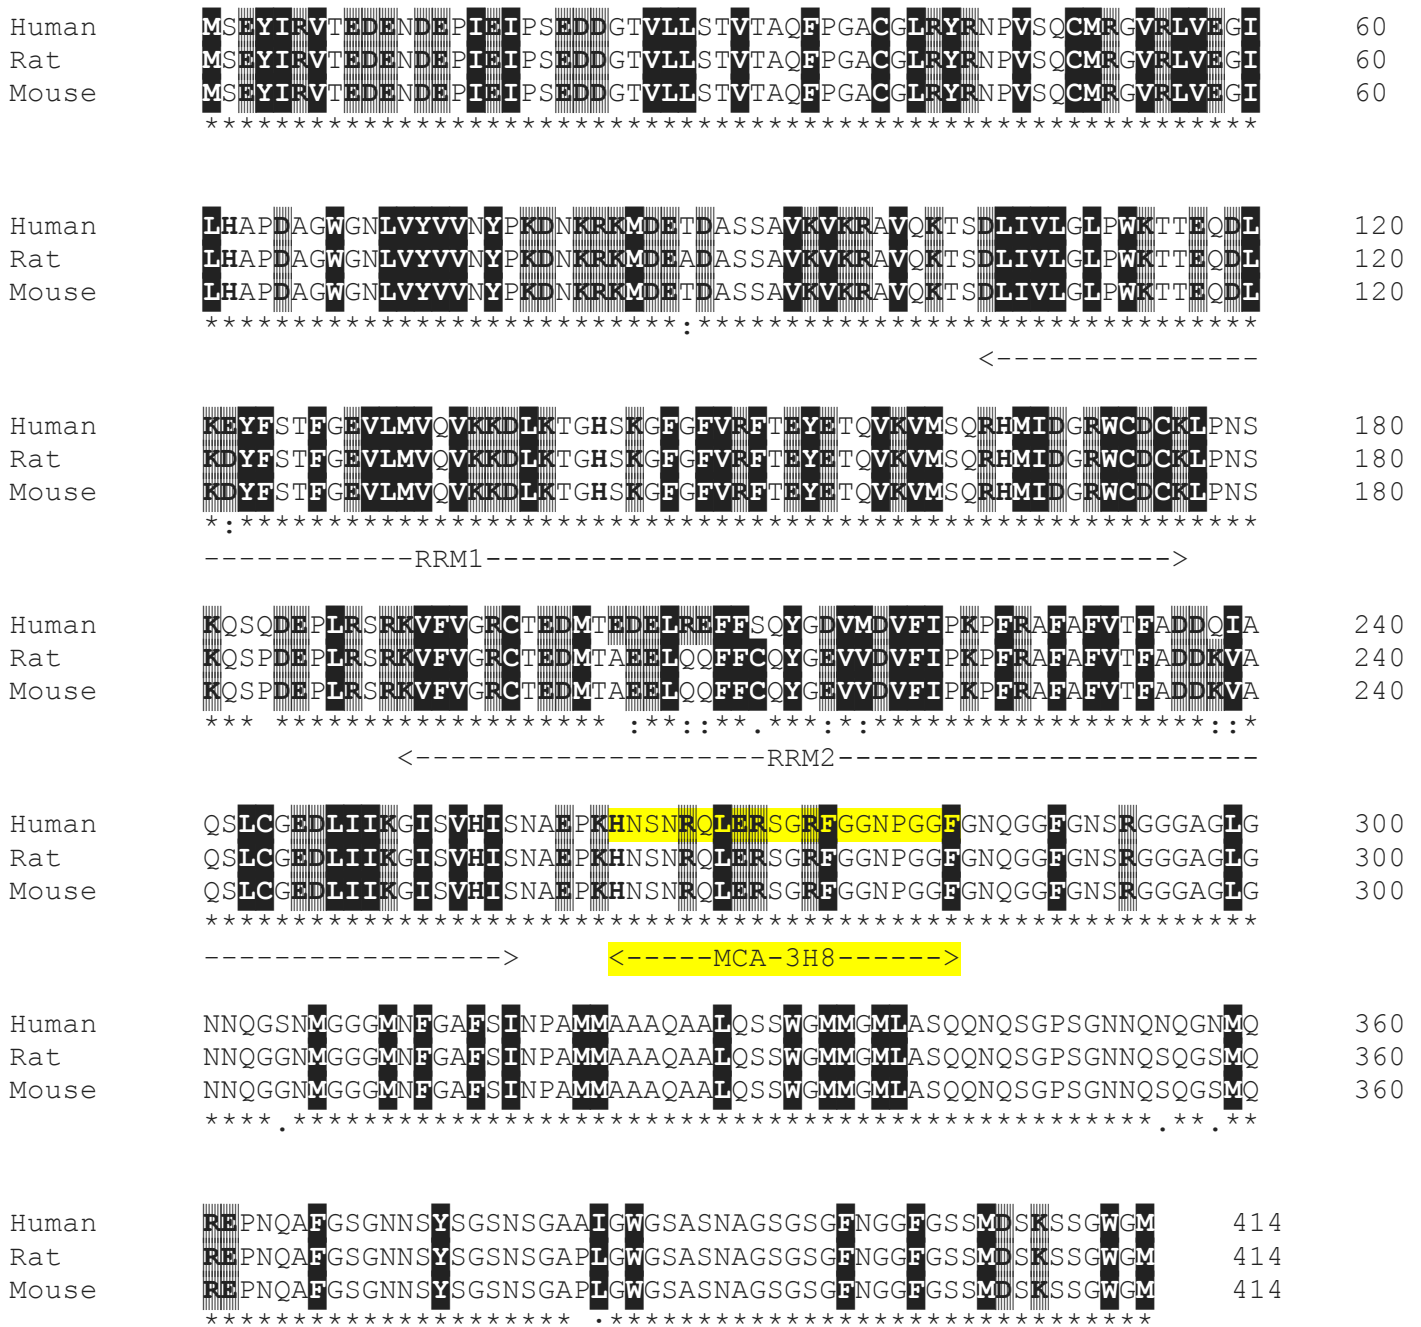 Human MSEYIRVTEDENDEPIEIPSEDDGTVLLSTVTAQFPGACGLRYRNPVSQCMRGVRLVEGI 60
Rat MSEYIRVTEDENDEPIEIPSEDDGTVLLSTVTAQFPGACGLRYRNPVSQCMRGVRLVEGI 60
Mouse MSEYIRVTEDENDEPIEIPSEDDGTVLLSTVTAQFPGACGLRYRNPVSQCMRGVRLVEGI 60
************************************************************
Human LHAPDAGWGNLVYVVNYPKDNKRKMDETDASSAVKVKRAVQKTSDLIVLGLPWKTTEQDL 120
Rat LHAPDAGWGNLVYVVNYPKDNKRKMDEADASSAVKVKRAVQKTSDLIVLGLPWKTTEQDL 120
Mouse LHAPDAGWGNLVYVVNYPKDNKRKMDETDASSAVKVKRAVQKTSDLIVLGLPWKTTEQDL 120
***************************:********************************
<---------------
Human KEYFSTFGEVLMVQVKKDLKTGHSKGFGFVRFTEYETQVKVMSQRHMIDGRWCDCKLPNS 180
Rat KDYFSTFGEVLMVQVKKDLKTGHSKGFGFVRFTEYETQVKVMSQRHMIDGRWCDCKLPNS 180
Mouse KDYFSTFGEVLMVQVKKDLKTGHSKGFGFVRFTEYETQVKVMSQRHMIDGRWCDCKLPNS 180
*:**********************************************************
------------RRM1--------------------------------------->
Human KQSQDEPLRSRKVFVGRCTEDMTEDELREFFSQYGDVMDVFIPKPFRAFAFVTFADDQIA 240
Rat KQSPDEPLRSRKVFVGRCTEDMTAEELQQFFCQYGEVVDVFIPKPFRAFAFVTFADDKVA 240
Mouse KQSPDEPLRSRKVFVGRCTEDMTAEELQQFFCQYGEVVDVFIPKPFRAFAFVTFADDKVA 240
*** ******************* :**::**.***:*:*******************::*
<--------------------RRM2------------------------
Human QSLCGEDLIIKGISVHISNAEPKHNSNRQLERSGRFGGNPGGFGNQGGFGNSRGGGAGLG 300
Rat QSLCGEDLIIKGISVHISNAEPKHNSNRQLERSGRFGGNPGGFGNQGGFGNSRGGGAGLG 300
Mouse QSLCGEDLIIKGISVHISNAEPKHNSNRQLERSGRFGGNPGGFGNQGGFGNSRGGGAGLG 300
************************************************************
-----------------> <-----MCA-3H8------>
Human NNQGSNMGGGMNFGAFSINPAMMAAAQAALQSSWGMMGMLASQQNQSGPSGNNQNQGNMQ 360
Rat NNQGGNMGGGMNFGAFSINPAMMAAAQAALQSSWGMMGMLASQQNQSGPSGNNQSQGSMQ 360
Mouse NNQGGNMGGGMNFGAFSINPAMMAAAQAALQSSWGMMGMLASQQNQSGPSGNNQSQGSMQ 360
****.*************************************************.**.**
Human REPNQAFGSGNNSYSGSNSGAAIGWGSASNAGSGSGFNGGFGSSMDSKSSGWGM 414
Rat REPNQAFGSGNNSYSGSNSGAPLGWGSASNAGSGSGFNGGFGSSMDSKSSGWGM 414
Mouse REPNQAFGSGNNSYSGSNSGAPLGWGSASNAGSGSGFNGGFGSSMDSKSSGWGM 414
********************* :*******************************